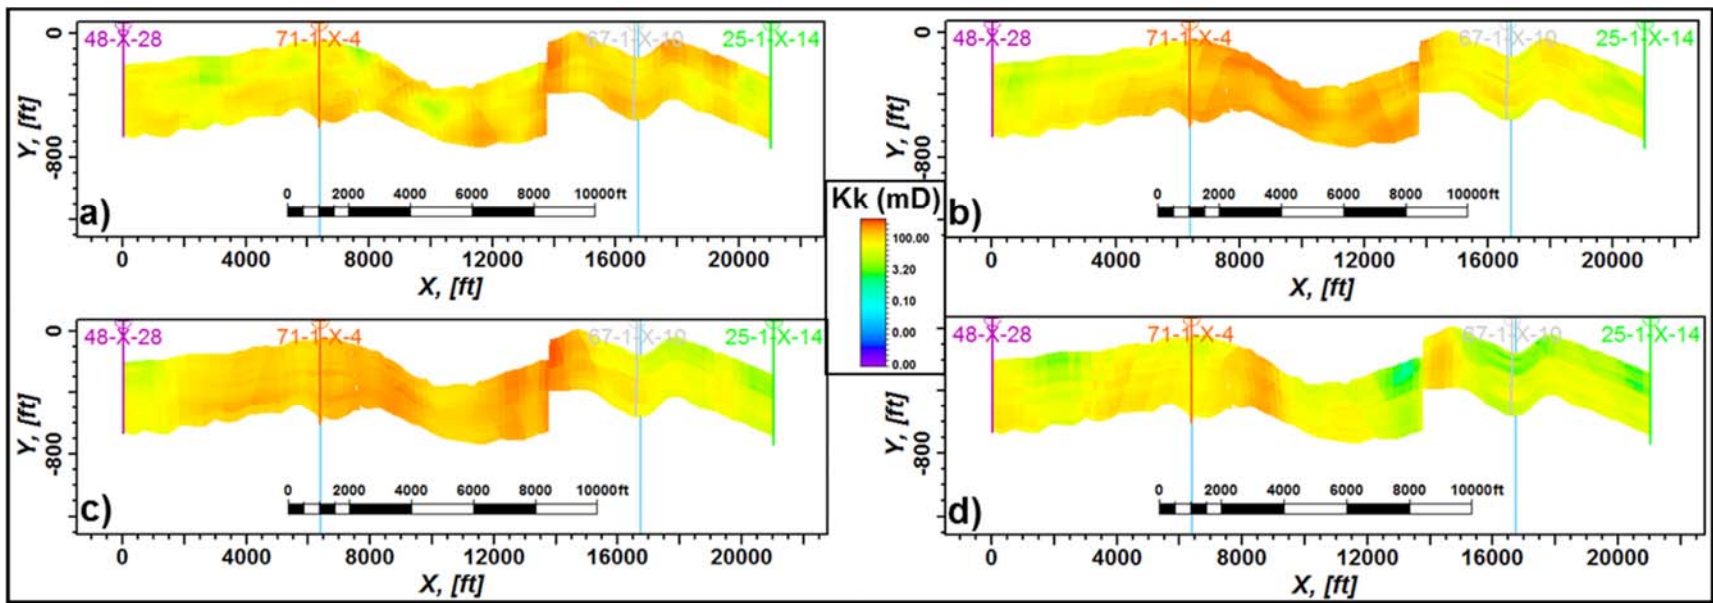 48-X-28 71-1-X-4 67-1-X-10 25-1-X-14
0
-800
Y, [ft]
0 2000 4000 6000 8000 10000ft
a)
0 4000 8000 12000 16000 20000
X, [ft]
48-X-28 71-1-X-4 67-1-X-10 25-1-X-14
0
-800
Y, [ft]
0 2000 4000 6000 8000 10000ft
b)
0 4000 8000 12000 16000 20000
X, [ft]
Kk (mD)
100.00
3.20
0.10
0.00
0.00
48-X-28 71-1-X-4 67-1-X-10 25-1-X-14
0
-800
Y, [ft]
0 2000 4000 6000 8000 10000ft
c)
0 4000 8000 12000 16000 20000
X, [ft]
48-X-28 71-1-X-4 67-1-X-10 25-1-X-14
0
-800
Y, [ft]
0 2000 4000 6000 8000 10000ft
d)
0 4000 8000 12000 16000 20000
X, [ft]